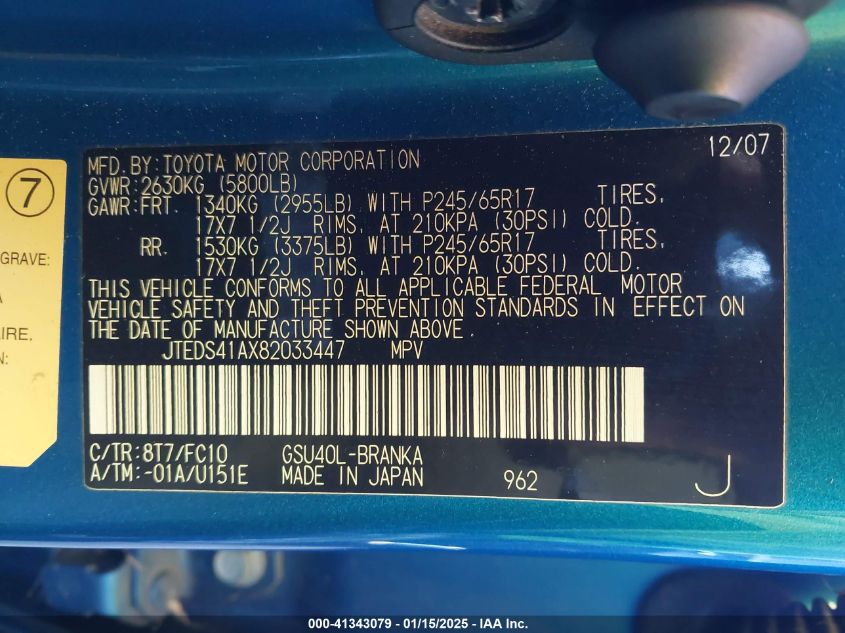 12/07
MFD. BY: TOYOTA MOTOR CORPORATION
GVWR: 2630KG (5800LB)
GAWR: FRT. 1340KG (2955LB) WITH P245/65R17 TIRES,
17X7 1/2J RIMS, AT 210KPA (30PSI) COLD.
RR. 1530KG (3375LB) WITH P245/65R17 TIRES,
17X7 1/2J RIMS, AT 210KPA (30PSI) COLD.
THIS VEHICLE CONFORMS TO ALL APPLICABLE FEDERAL MOTOR
VEHICLE SAFETY AND THEFT PREVENTION STANDARDS IN EFFECT ON
THE DATE OF MANUFACTURE SHOWN ABOVE.
JTEDS41AX82033447 MPV
C/TR: 8T7/FC10 GSU40L-BRANKA
A/TM: -01A/U151E MADE IN JAPAN 962 J
7
GRAVE:
A
IRE,
N:
000-41343079 - 01/15/2025 - IAA Inc.